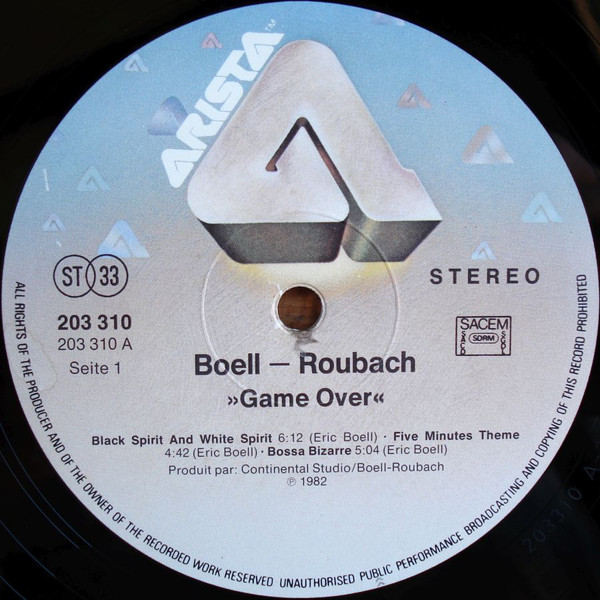 ARISTA™
ST 33
STEREO
203 310
203 310 A
Seite 1
SACEM
SACD SDRM SGDL
Boell – Roubach
»Game Over«
Black Spirit And White Spirit 6:12 (Eric Boell) · Five Minutes Theme
4:42 (Eric Boell) · Bossa Bizarre 5:04 (Eric Boell)
Produit par: Continental Studio/Boell-Roubach
℗ 1982
ALL RIGHTS OF THE PRODUCER AND OF THE OWNER OF THE RECORDED WORK RESERVED UNAUTHORISED PUBLIC PERFORMANCE BROADCASTING AND COPYING OF THIS RECORD PROHIBITED
203310 A